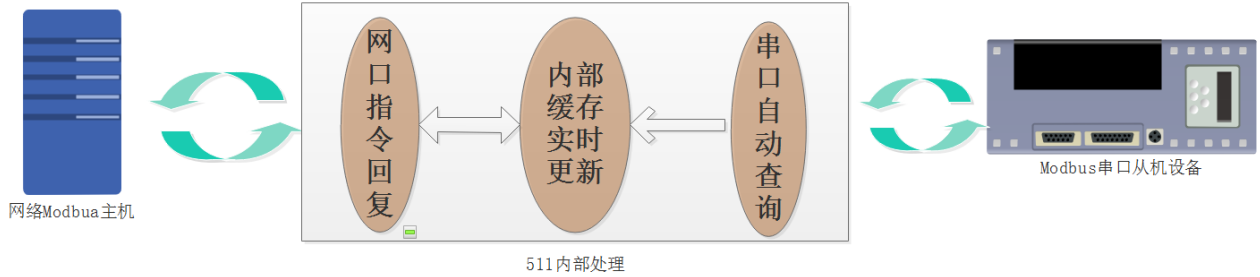 网口指令回复
内部
缓存
实时
更新
串口自动查询
网络Modbua主机
Modbus串口从机设备
511内部处理